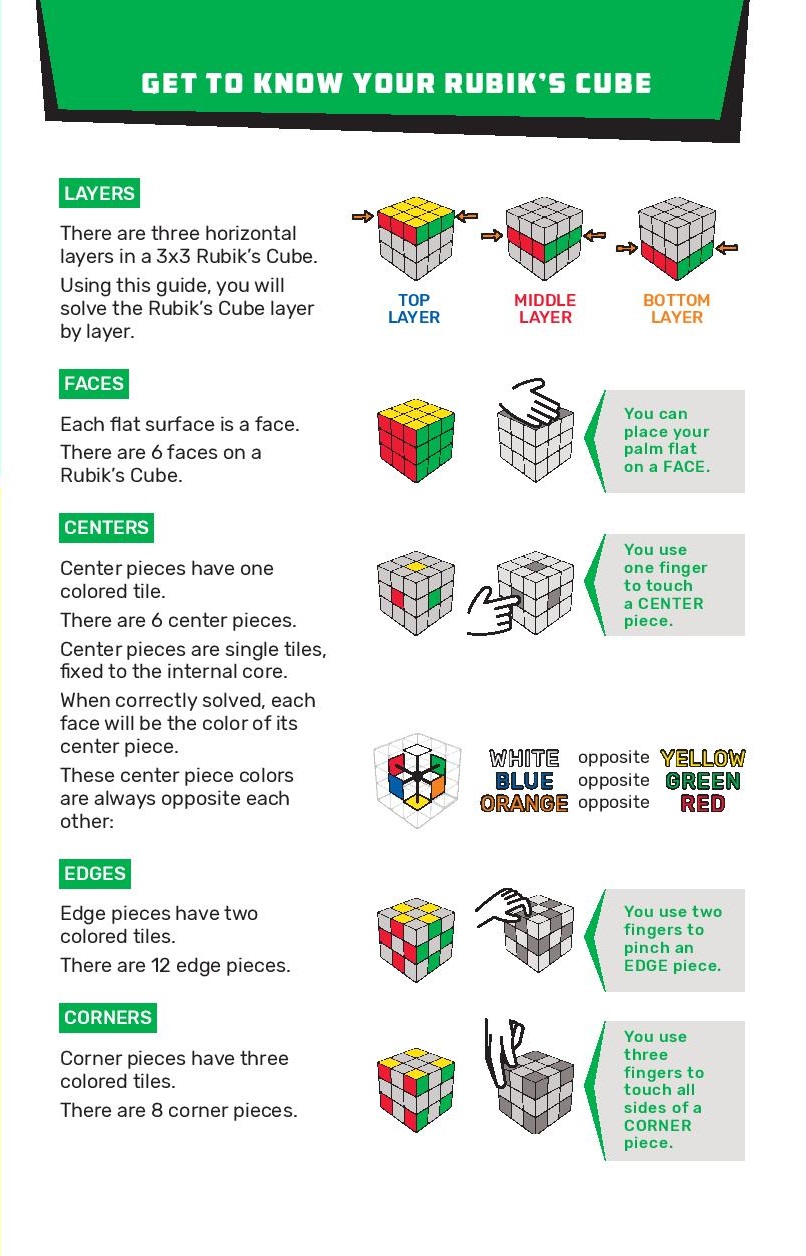 GET TO KNOW YOUR RUBIK'S CUBE
LAYERS
There are three horizontal
layers in a 3x3 Rubik's Cube.
Using this guide, you will
solve the Rubik's Cube layer
by layer.
TOP
LAYER
MIDDLE
LAYER
BOTTOM
LAYER
FACES
Each flat surface is a face.
There are 6 faces on a
Rubik's Cube.
You can
place your
palm flat
on a FACE.
CENTERS
Center pieces have one
colored tile.
There are 6 center pieces.
Center pieces are single tiles,
fixed to the internal core.
When correctly solved, each
face will be the color of its
center piece.
These center piece colors
are always opposite each
other:
You use
one finger
to touch
a CENTER
piece.
WHITE opposite YELLOW
BLUE opposite GREEN
ORANGE opposite RED
EDGES
Edge pieces have two
colored tiles.
There are 12 edge pieces.
You use two
fingers to
pinch an
EDGE piece.
CORNERS
Corner pieces have three
colored tiles.
There are 8 corner pieces.
You use
three
fingers to
touch all
sides of a
CORNER
piece.